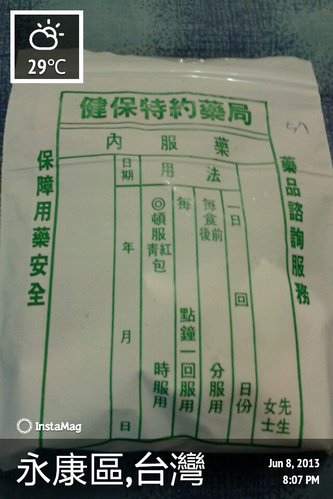 29°C
健保特約藥局
57
內服藥
藥品諮詢服務
保障用藥安全
用法
日期
年 月 日
一日 回 日份
每食前後 分服用
每 點鐘一回服用
◎頓服青紅包 時服用
先生
女士
InstaMag
永康區,台灣
Jun 8, 2013
8:07 PM